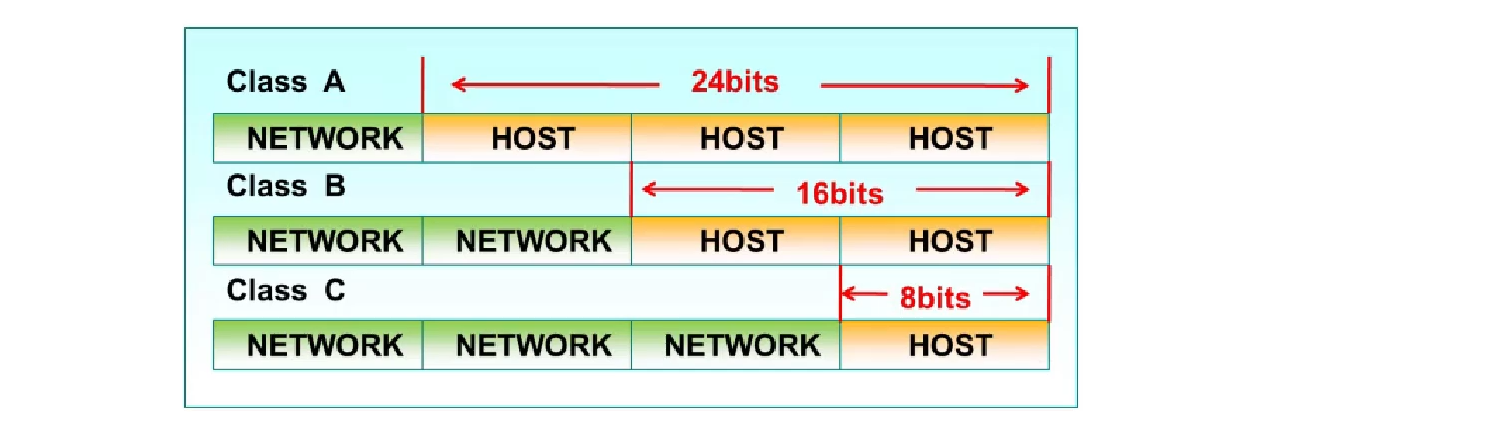 Class A 24bits
NETWORK HOST HOST HOST
Class B 16bits
NETWORK NETWORK HOST HOST
Class C 8bits
NETWORK NETWORK NETWORK HOST